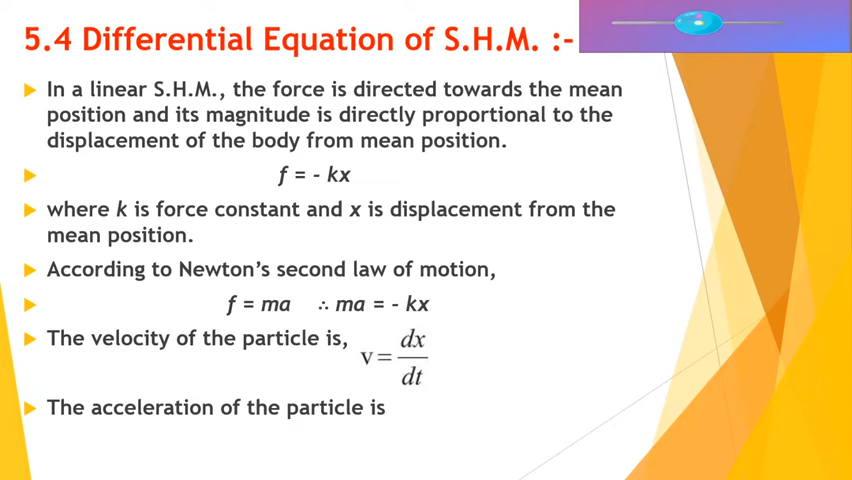 5.4 Differential Equation of S.H.M. :-
In a linear S.H.M., the force is directed towards the mean
position and its magnitude is directly proportional to the
displacement of the body from mean position.
f = - kx
where k is force constant and x is displacement from the
mean position.
According to Newton’s second law of motion,
f = ma ∴ ma = - kx
The velocity of the particle is, v = dx/dt
The acceleration of the particle is